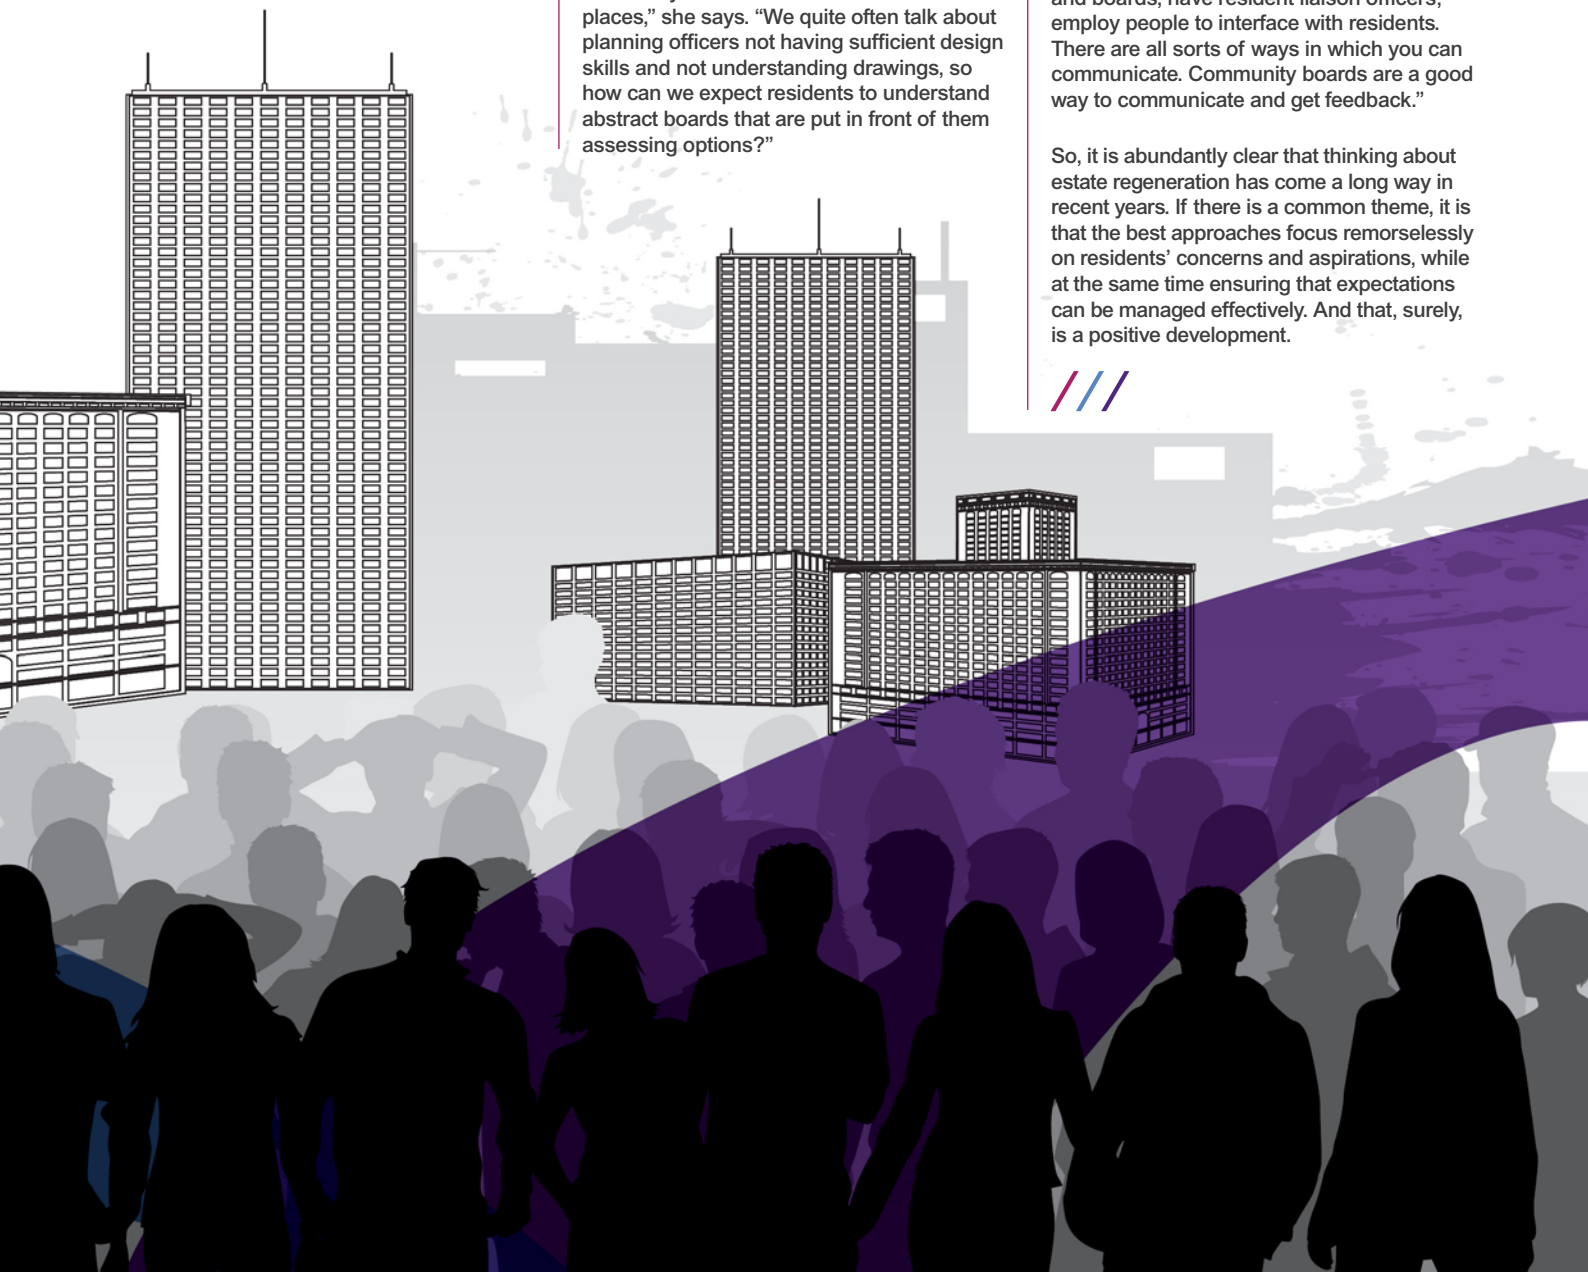 places,” she says. “We quite often talk about
planning officers not having sufficient design
skills and not understanding drawings, so
how can we expect residents to understand
abstract boards that are put in front of them
assessing options?”
and boards, have resident liaison officers,
employ people to interface with residents.
There are all sorts of ways in which you can
communicate. Community boards are a good
way to communicate and get feedback.”
So, it is abundantly clear that thinking about
estate regeneration has come a long way in
recent years. If there is a common theme, it is
that the best approaches focus remorselessly
on residents’ concerns and aspirations, while
at the same time ensuring that expectations
can be managed effectively. And that, surely,
is a positive development.